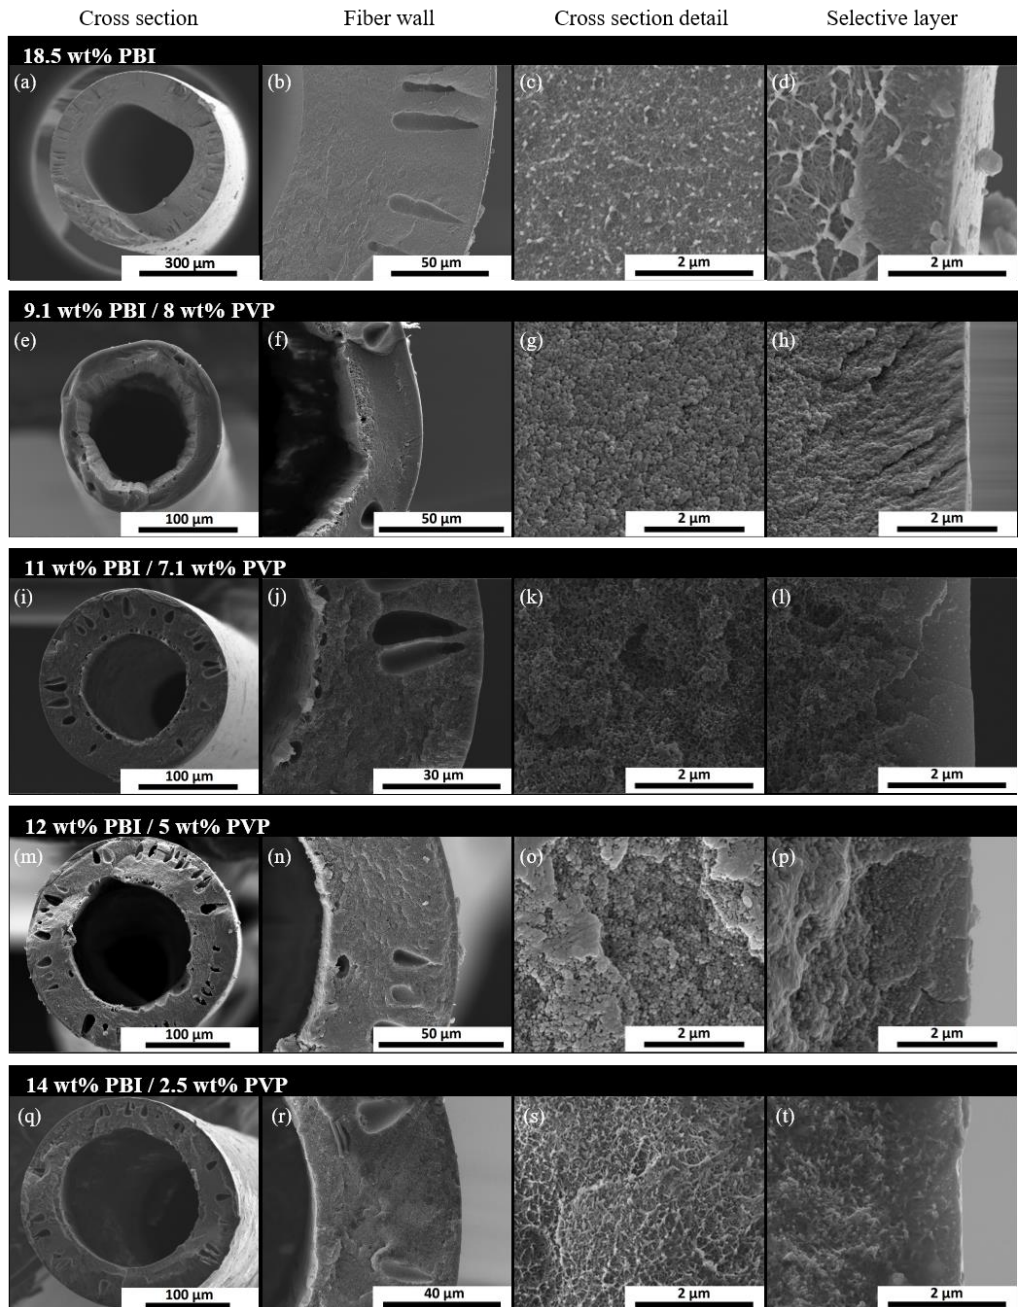 Cross section Fiber wall Cross section detail Selective layer
18.5 wt% PBI
(a) (b) (c) (d)
300 µm 50 µm 2 µm 2 µm
9.1 wt% PBI / 8 wt% PVP
(e) (f) (g) (h)
100 µm 50 µm 2 µm 2 µm
11 wt% PBI / 7.1 wt% PVP
(i) (j) (k) (l)
100 µm 30 µm 2 µm 2 µm
12 wt% PBI / 5 wt% PVP
(m) (n) (o) (p)
100 µm 50 µm 2 µm 2 µm
14 wt% PBI / 2.5 wt% PVP
(q) (r) (s) (t)
100 µm 40 µm 2 µm 2 µm